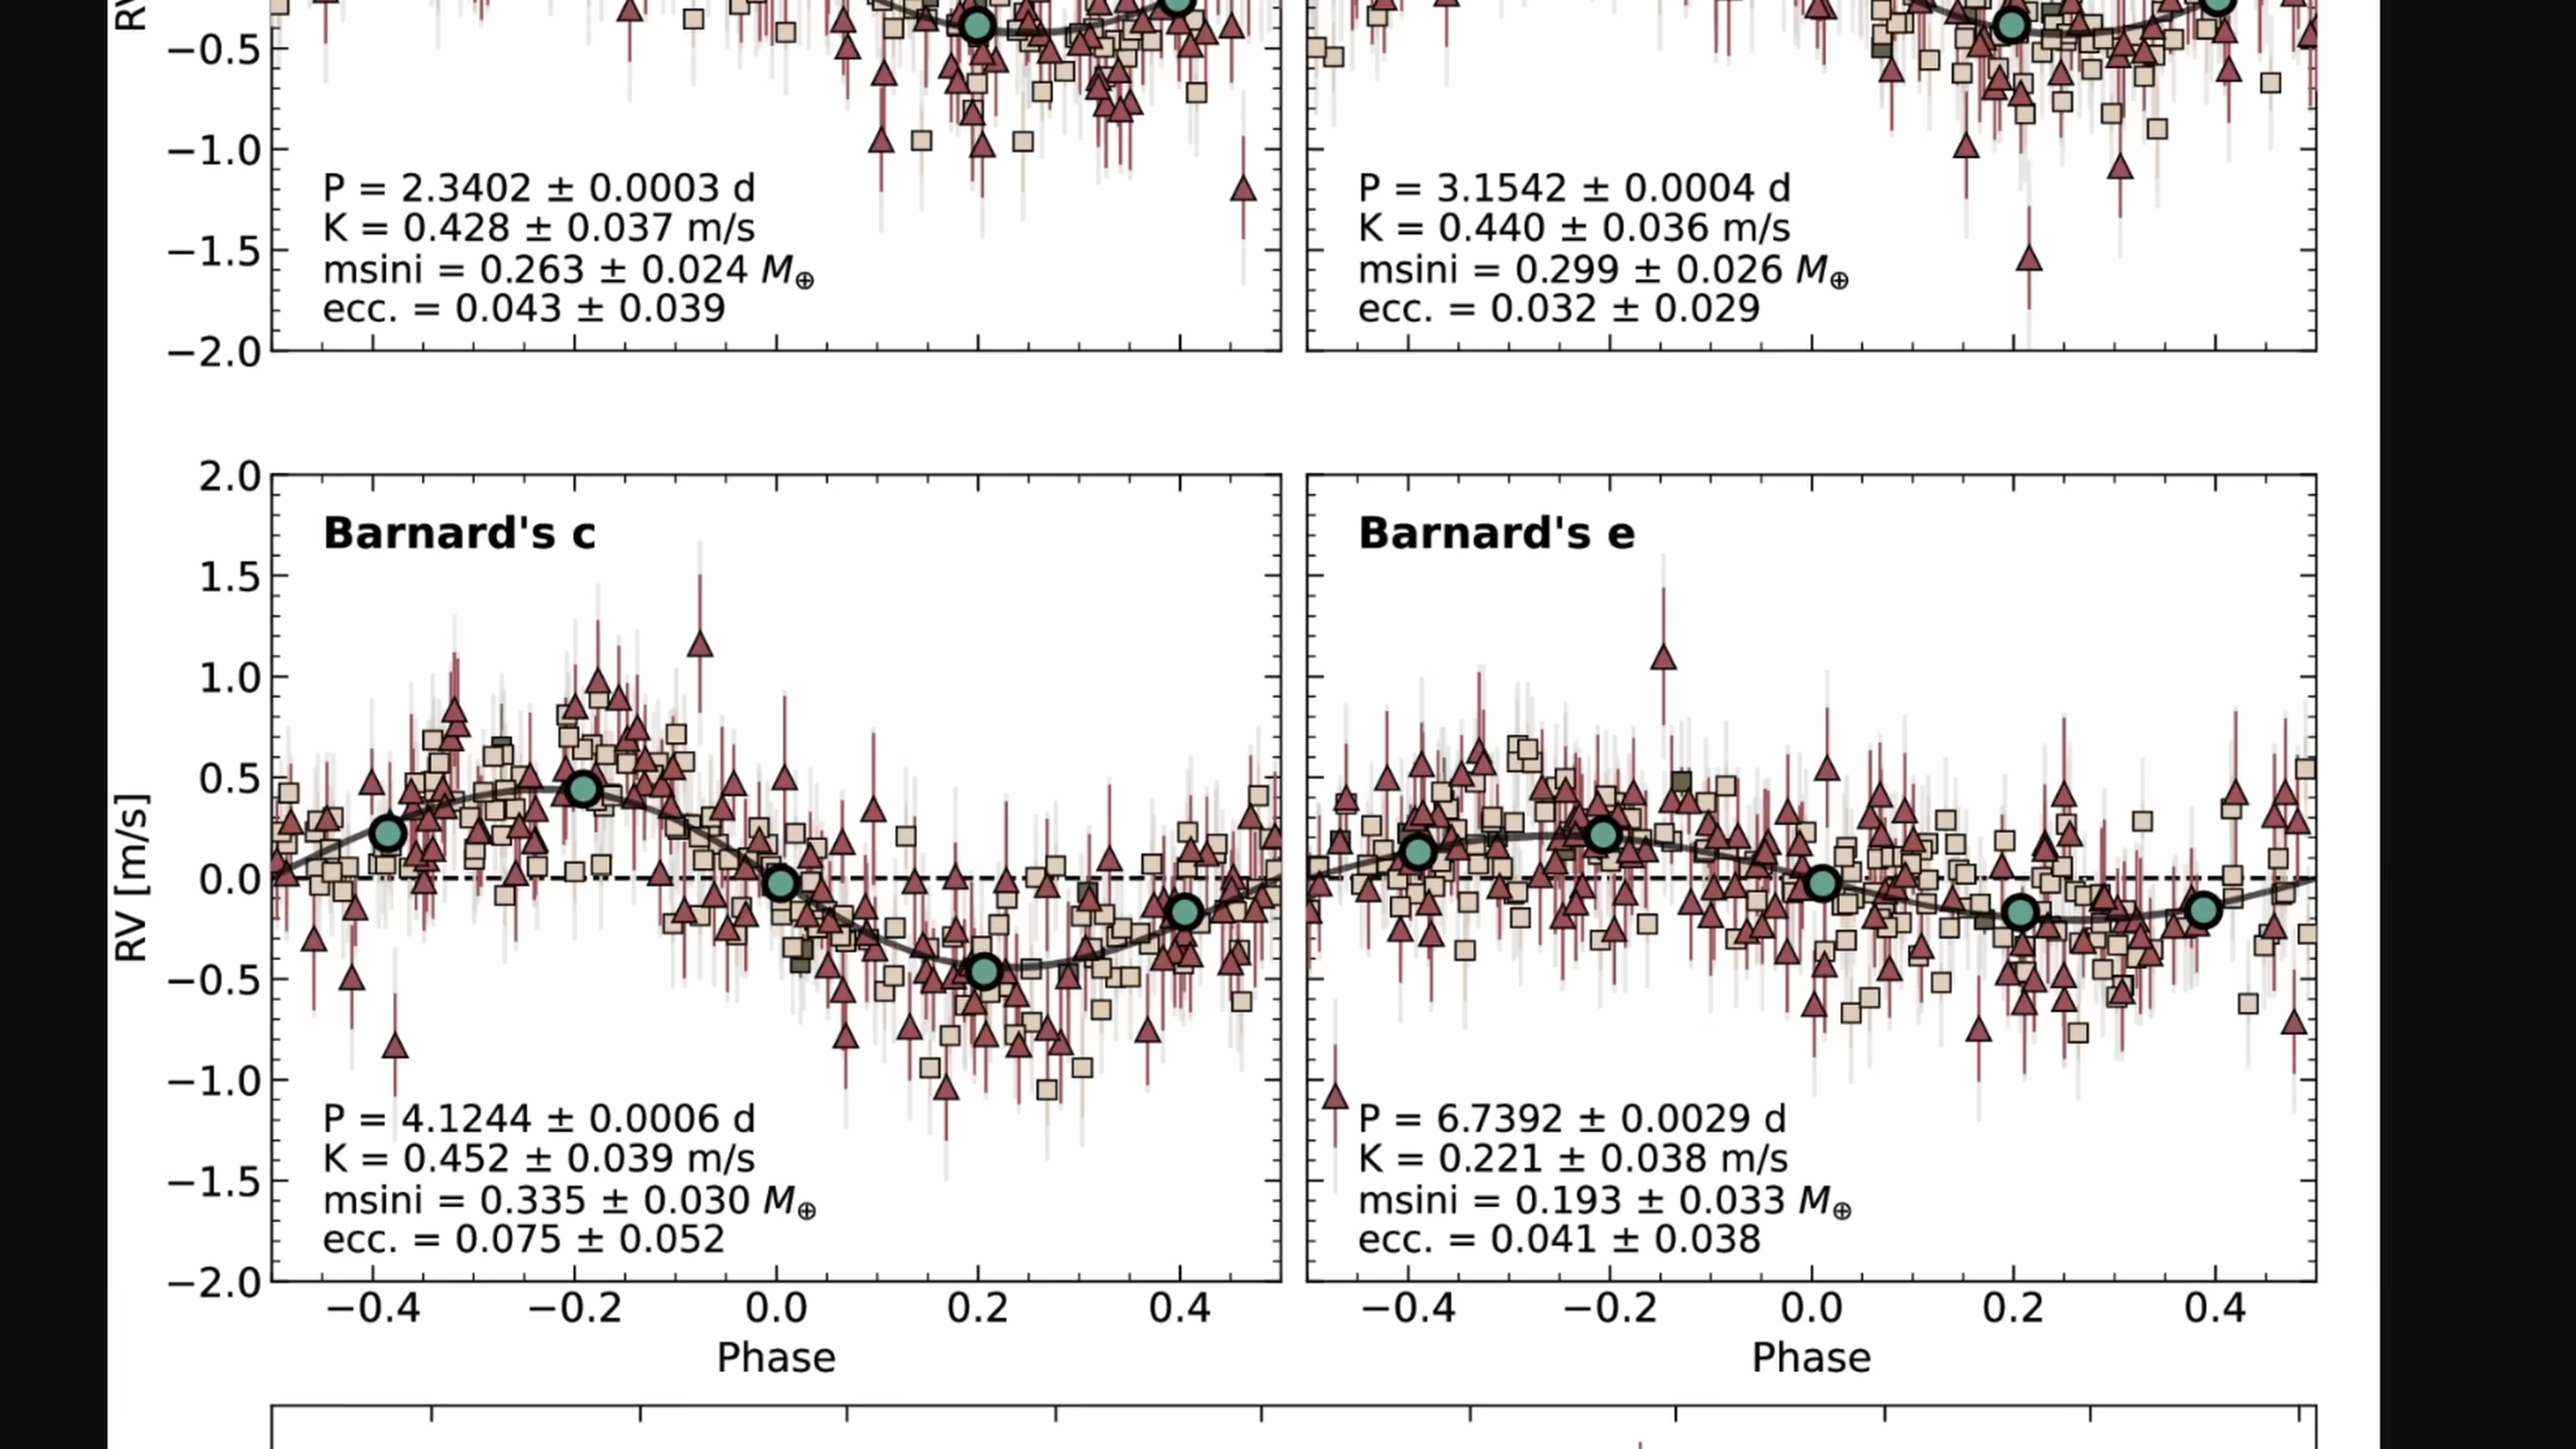 RV
−0.5
−1.0
−1.5
−2.0
P = 2.3402 ± 0.0003 d
K = 0.428 ± 0.037 m/s
msini = 0.263 ± 0.024 M⊕
ecc. = 0.043 ± 0.039
P = 3.1542 ± 0.0004 d
K = 0.440 ± 0.036 m/s
msini = 0.299 ± 0.026 M⊕
ecc. = 0.032 ± 0.029
RV [m/s]
2.0
1.5
1.0
0.5
0.0
−0.5
−1.0
−1.5
−2.0
Barnard's c
P = 4.1244 ± 0.0006 d
K = 0.452 ± 0.039 m/s
msini = 0.335 ± 0.030 M⊕
ecc. = 0.075 ± 0.052
−0.4 −0.2 0.0 0.2 0.4
Phase
Barnard's e
P = 6.7392 ± 0.0029 d
K = 0.221 ± 0.038 m/s
msini = 0.193 ± 0.033 M⊕
ecc. = 0.041 ± 0.038
−0.4 −0.2 0.0 0.2 0.4
Phase